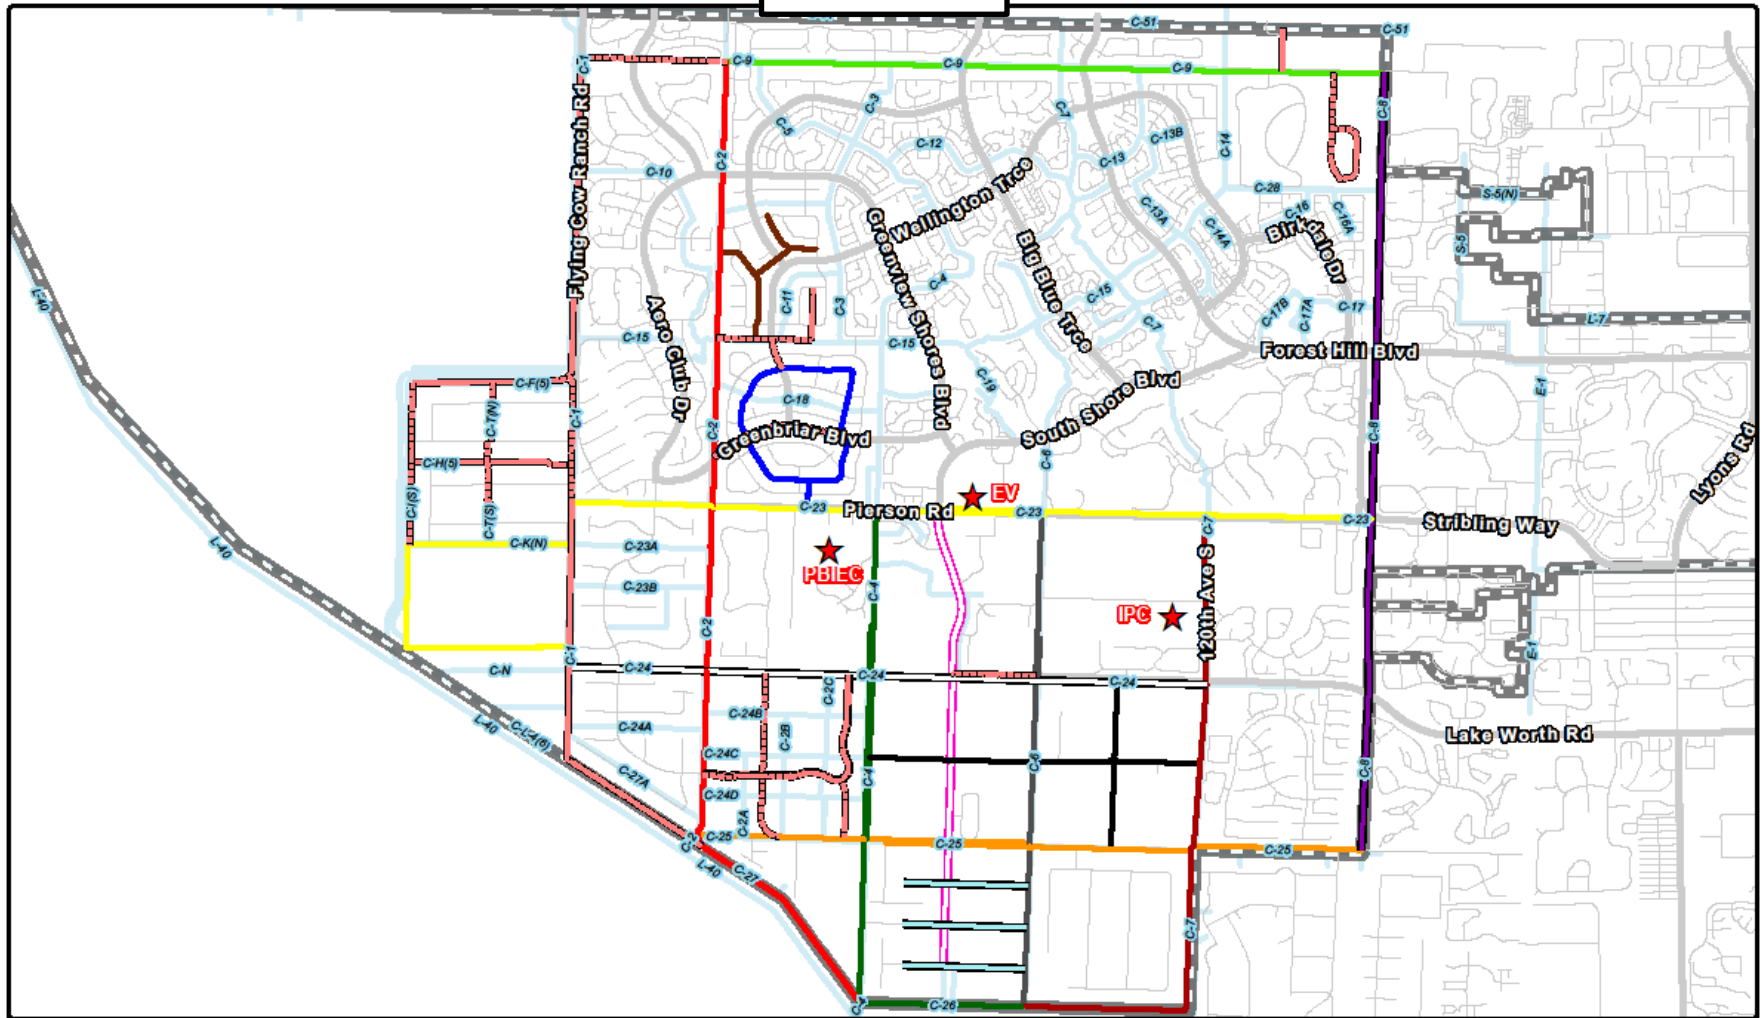 C-51
C-51
C-1
C-9
C-9
C-9
Flying Cow Ranch Rd
C-2
C-3
C-5
C-7
C-8
C-12
C-13B
C-13
C-14
C-10
C-28
S-5(N)
Greenview Shores Blvd
Wellington Trce
C-13A
C-14A
C-16
C-16A
Birkdale Dr
S-5
Big Blue Trce
L-40
Aero Club Dr
C-11
C-3
C-4
C-15
C-7
C-17B
C-17A
C-17
L-7
C-15
C-15
Forest Hill Blvd
C-F(5)
C-18
C-19
South Shore Blvd
E-1
C-T(N)
C-1
C-2
Greenbriar Blvd
C-8
C-H(5)
C-6
Lyons Rd
C-I(S)
C-T(S)
EV
C-23
Pierson Rd
C-23
C-7
C-23
Stribling Way
L-40
C-K(N)
C-23A
PBIEC
C-23B
C-4
120th Ave S
IPC
C-2
C-1
E-1
C-N
C-24
C-24
C-24
C-2C
C-24B
C-24A
C-2B
L-40
C-24C
C-6
Lake Worth Rd
C-27A
C-4
C-8
C-24D
C-2A
C-2
C-25
C-25
C-25
L-40
C-27
C-7
C-26